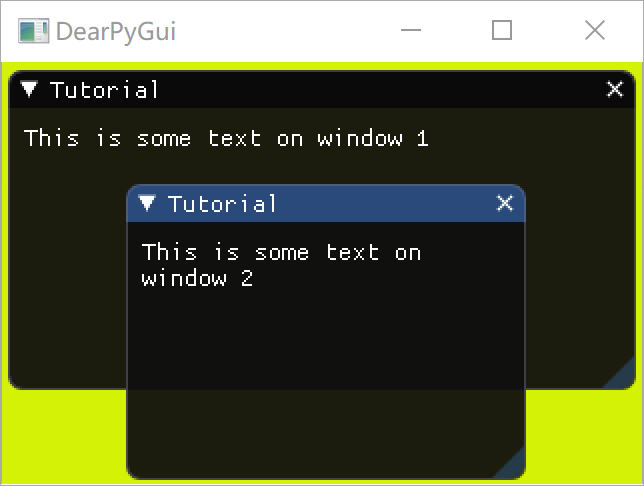 DearPyGui
Tutorial
This is some text on window 1
Tutorial
This is some text on
window 2